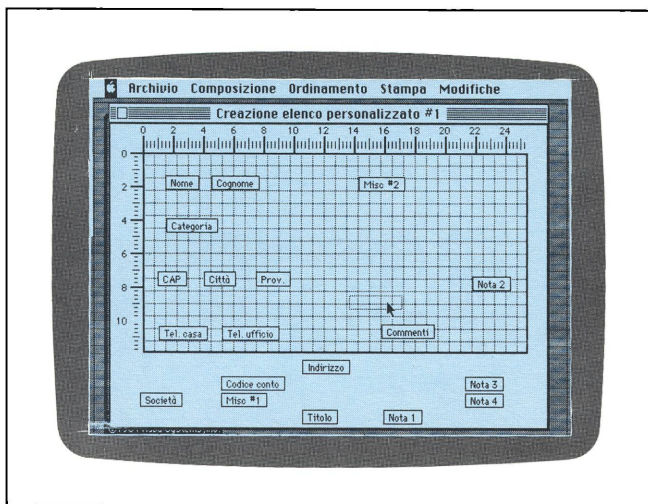 Archivio Composizione Ordinamento Stampa Modifiche
Creazione elenco personalizzato #1
0 2 4 6 8 10 12 14 16 18 20 22 24
0
2
4
6
8
10
Nome Cognome Misc #2
Categoria
CAP Città Prov. Nota 2
Tel. casa Tel. ufficio Commenti
Indirizzo
Codice conto Nota 3
Società Misc #1 Nota 4
Titolo Nota 1